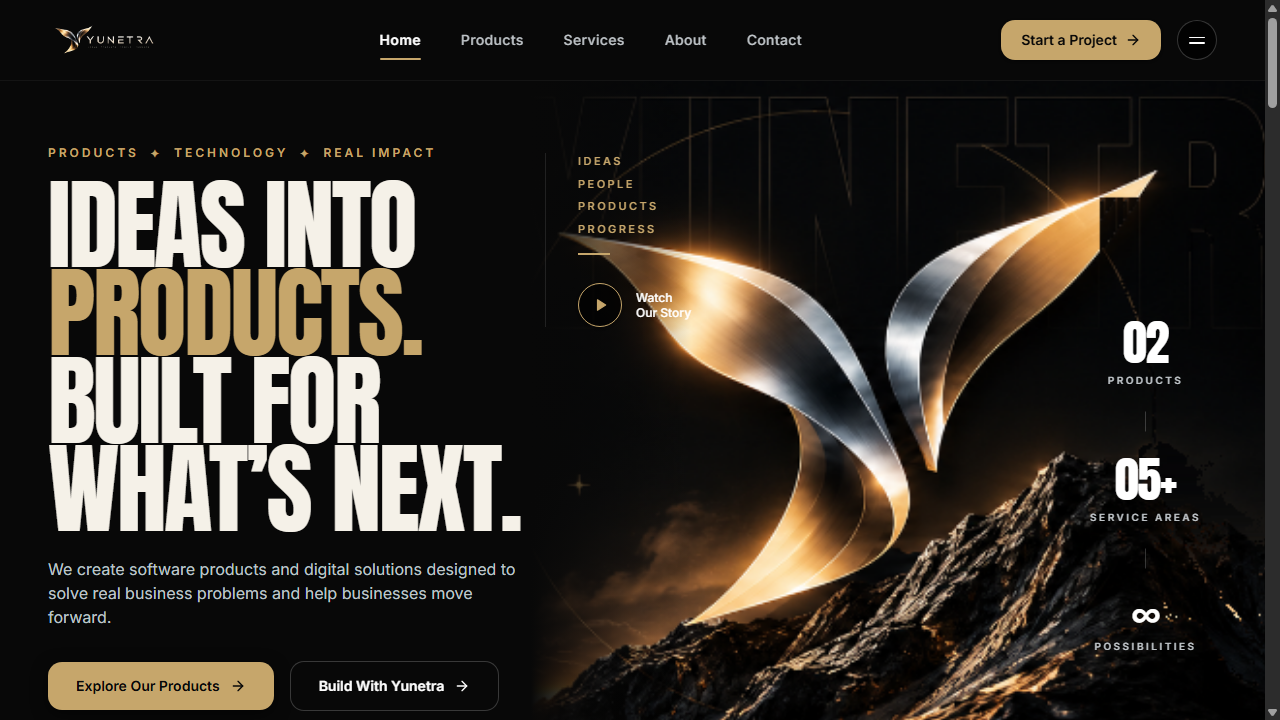 YUNETRA
Home
Products
Services
About
Contact
Start a Project
PRODUCTS ✦ TECHNOLOGY ✦ REAL IMPACT
IDEAS INTO
PRODUCTS.
BUILT FOR
WHAT’S NEXT.
We create software products and digital solutions designed to
solve real business problems and help businesses move
forward.
Explore Our Products
Build With Yunetra
IDEAS
PEOPLE
PRODUCTS
PROGRESS
Watch
Our Story
02
PRODUCTS
05+
SERVICE AREAS
∞
POSSIBILITIES